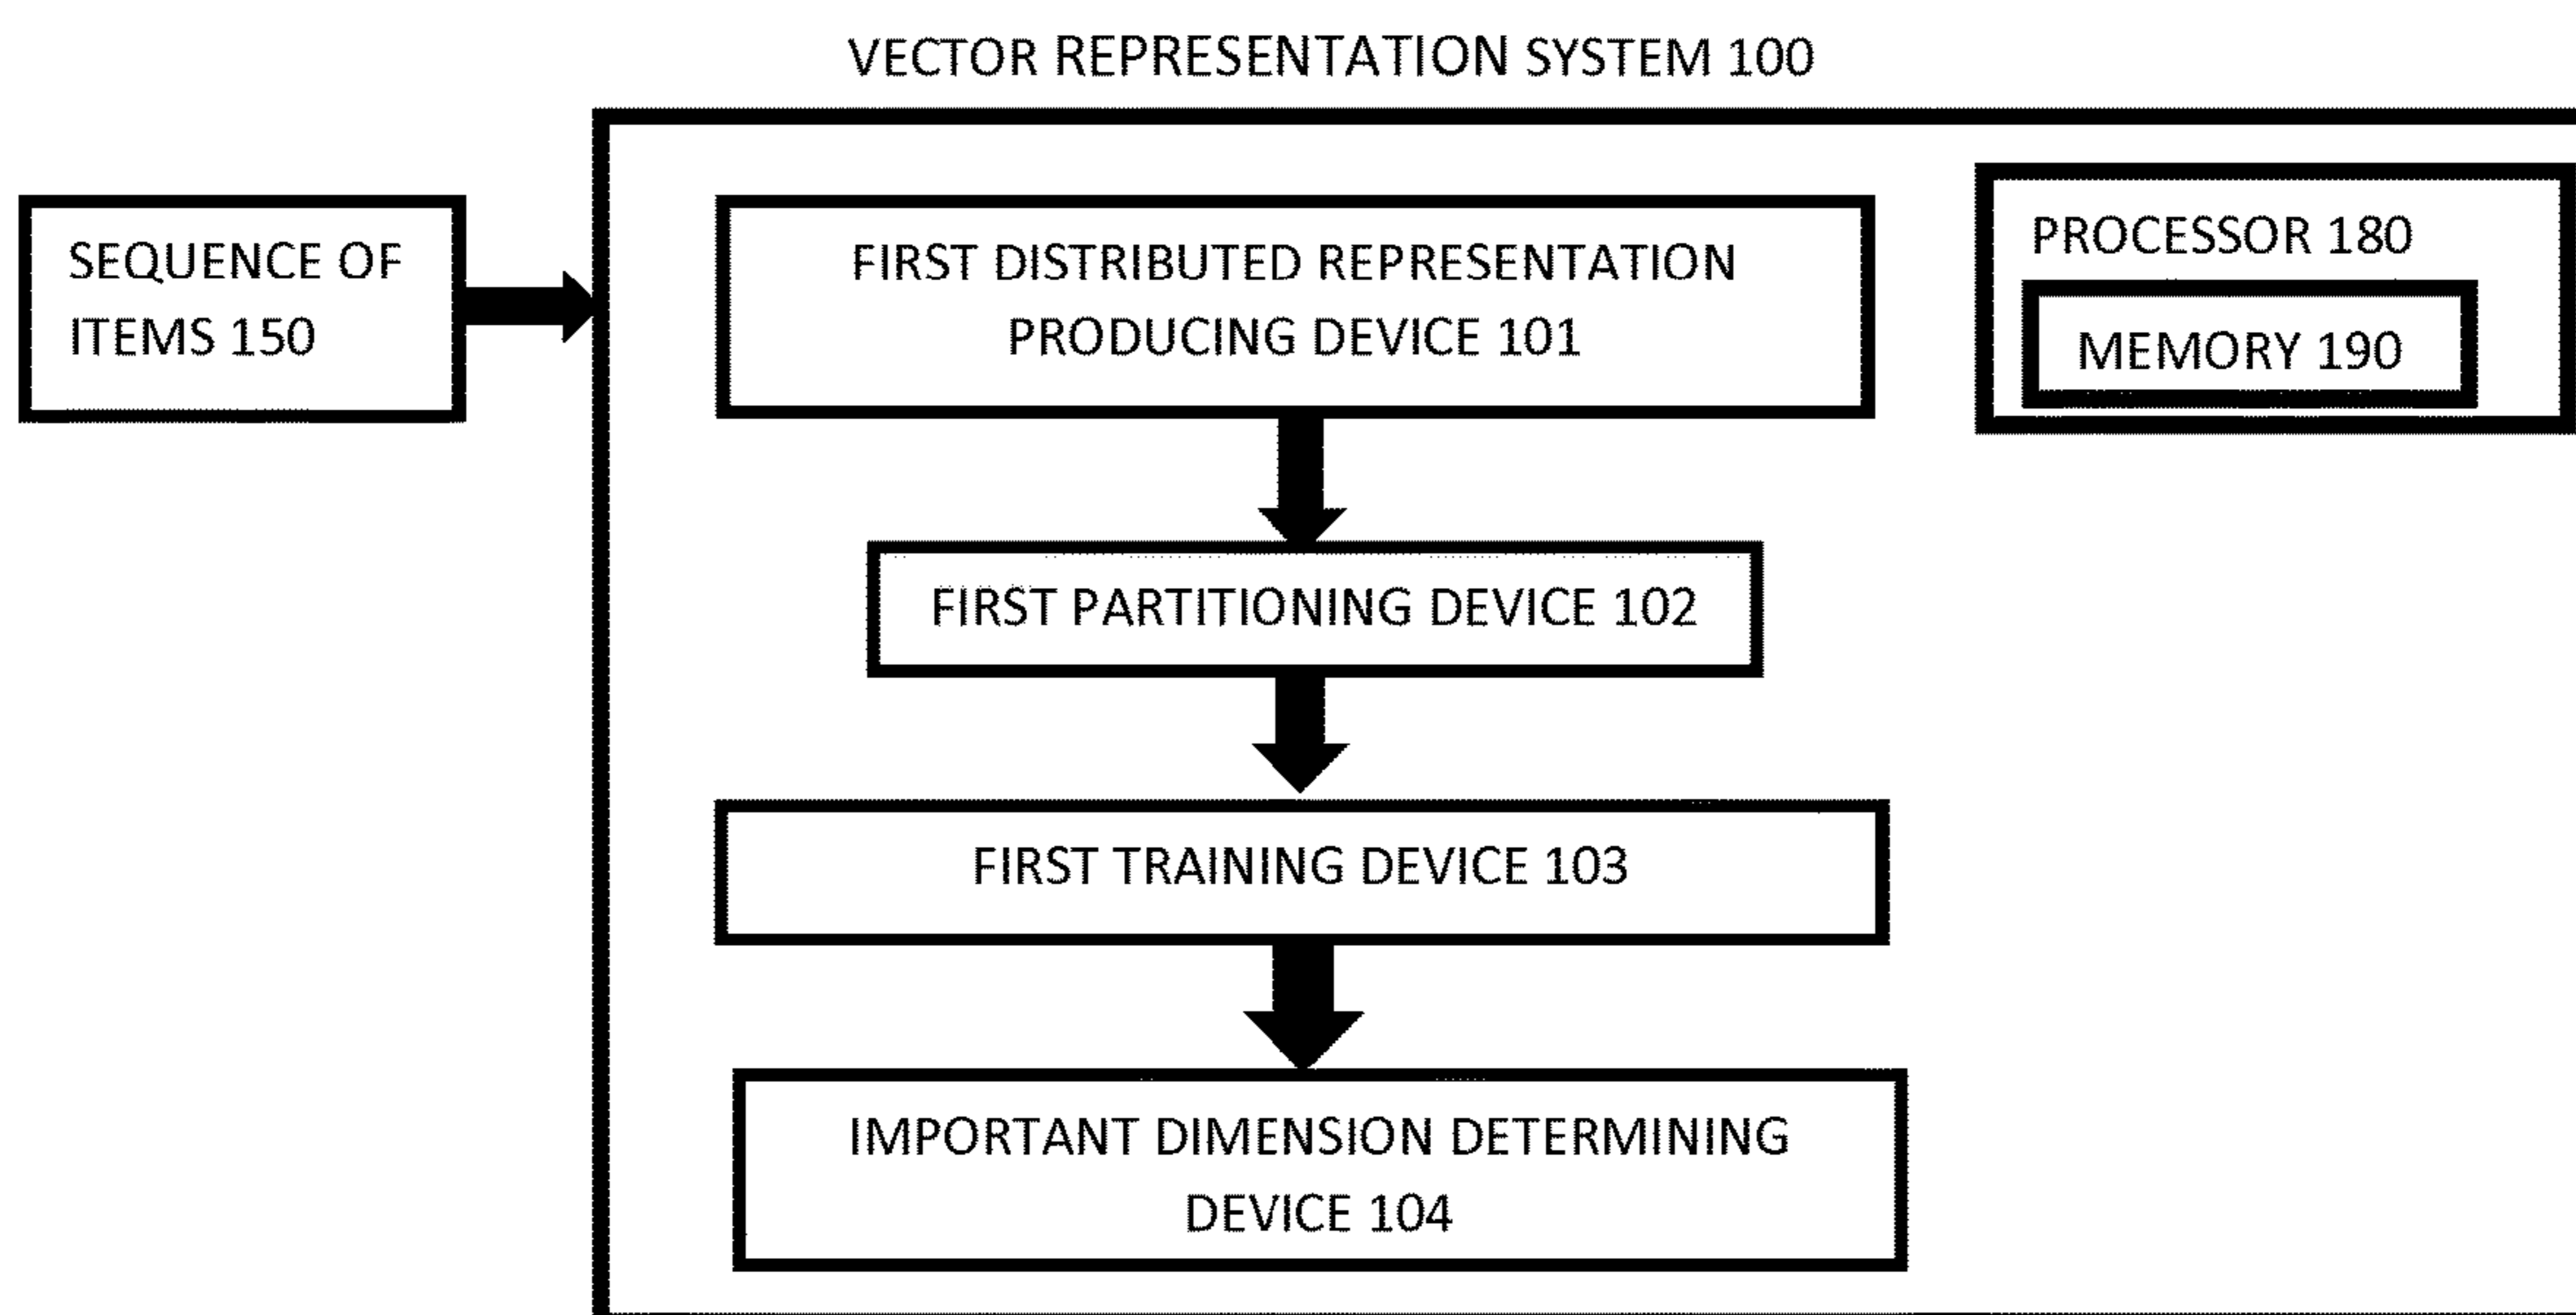 VECTOR REPRESENTATION SYSTEM 100
SEQUENCE OF
ITEMS 150
FIRST DISTRIBUTED REPRESENTATION
PRODUCING DEVICE 101
PROCESSOR 180
MEMORY 190
FIRST PARTITIONING DEVICE 102
FIRST TRAINING DEVICE 103
IMPORTANT DIMENSION DETERMINING
DEVICE 104